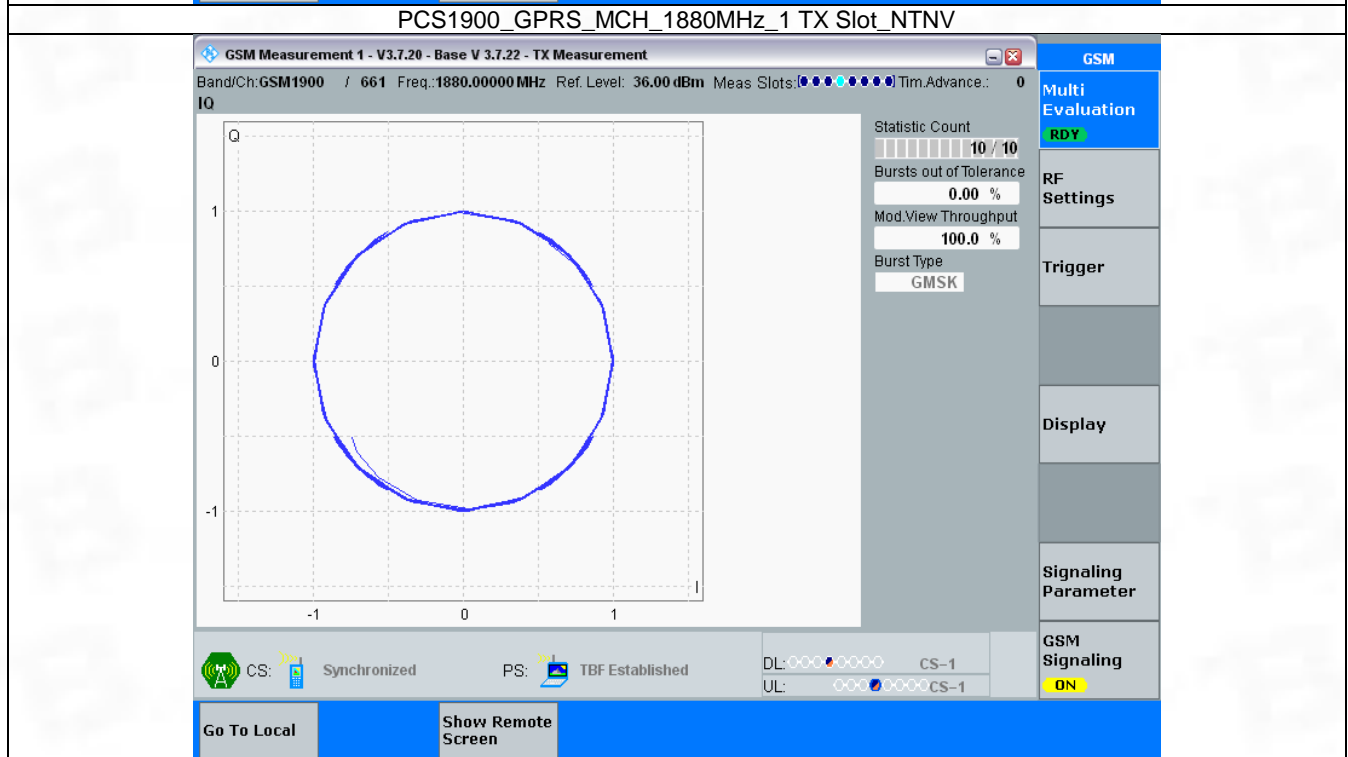 PCS1900_GPRS_MCH_1880MHz_1 TX Slot_NTNV
GSM Measurement 1 - V3.7.20 - Base V 3.7.22 - TX Measurement
GSM
Band/Ch:GSM1900 / 661 Freq.:1880.00000 MHz Ref. Level: 36.00 dBm Meas Slots: Tim.Advance.: 0
IQ
Multi
Evaluation
RDY
Q
Statistic Count
10 / 10
Bursts out of Tolerance
0.00 %
Mod.View Throughput
100.0 %
Burst Type
GMSK
RF
Settings
Trigger
1
0
-1
I
-1 0 1
Display
Signaling
Parameter
CS: Synchronized PS: TBF Established
DL: CS-1
UL: CS-1
GSM
Signaling
ON
Go To Local
Show Remote
Screen